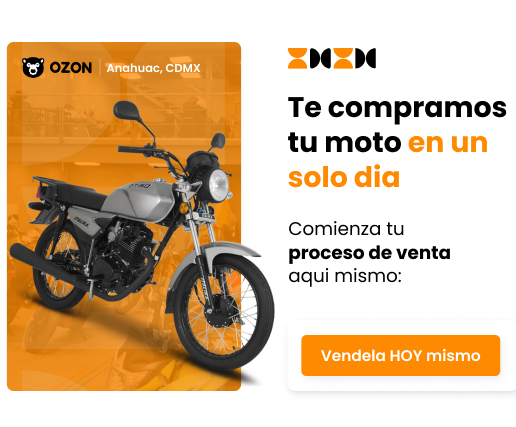 OZON | Anahuac, CDMX
Te compramos
tu moto en un
solo dia
Comienza tu
proceso de venta
aqui mismo:
Vendela HOY mismo